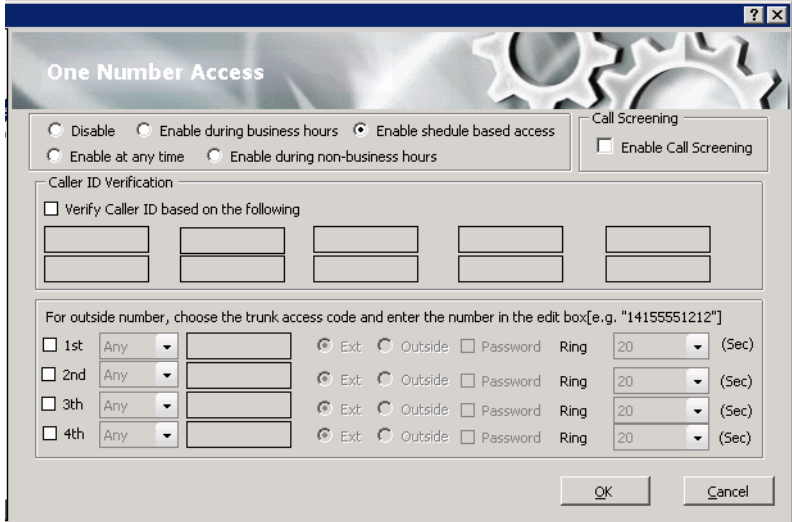 ? X
One Number Access
Disable Enable during business hours Enable shedule based access
Enable at any time Enable during non-business hours
Call Screening
Enable Call Screening
Caller ID Verification
Verify Caller ID based on the following
For outside number, choose the trunk access code and enter the number in the edit box[e.g. "14155551212"]
1st Any Ext Outside Password Ring 20 (Sec)
2nd Any Ext Outside Password Ring 20 (Sec)
3th Any Ext Outside Password Ring 20 (Sec)
4th Any Ext Outside Password Ring 20 (Sec)
OK Cancel